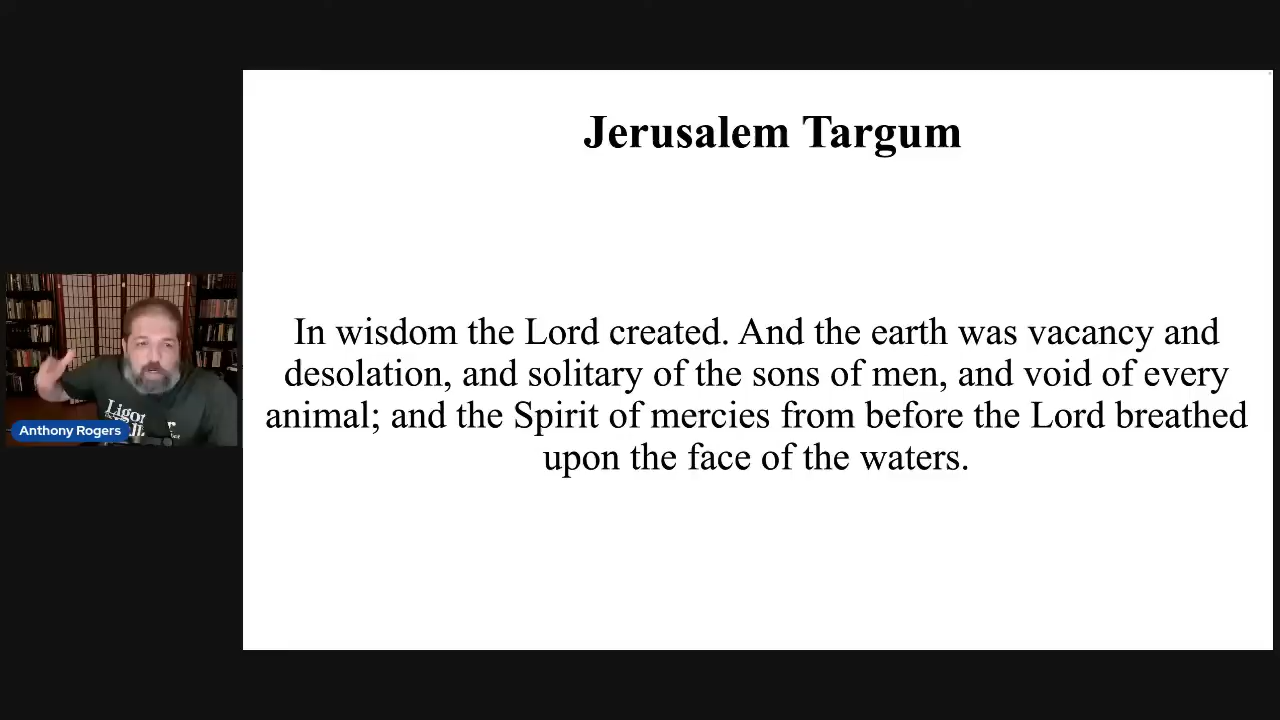 Jerusalem Targum
In wisdom the Lord created. And the earth was vacancy and
desolation, and solitary of the sons of men, and void of every
animal; and the Spirit of mercies from before the Lord breathed
upon the face of the waters.
Anthony Rogers